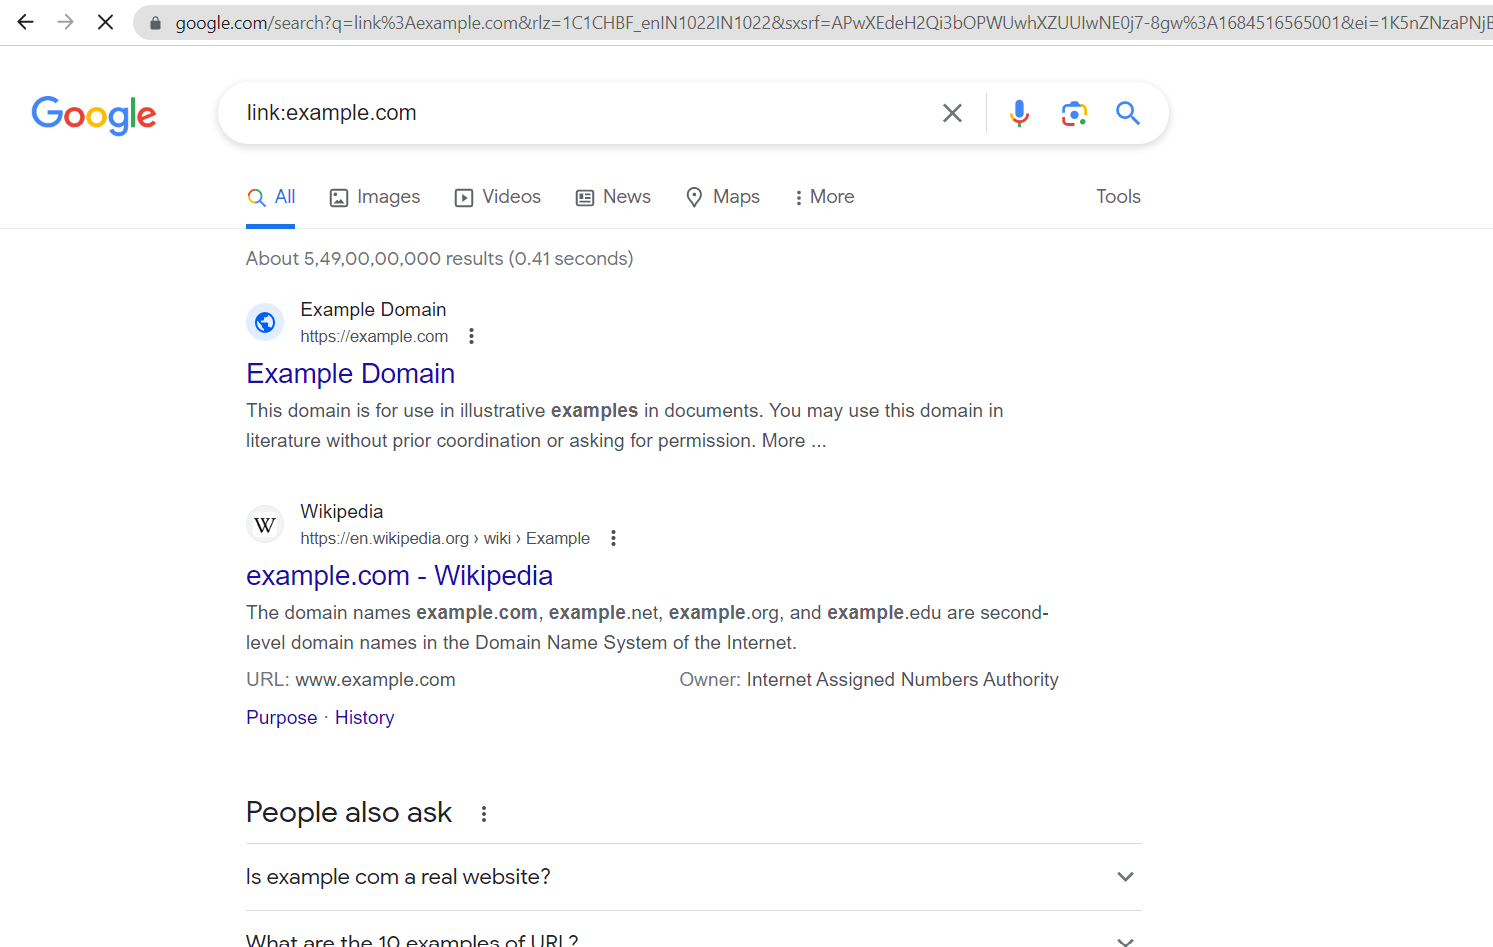 google.com/search?q=link%3Aexample.com&rlz=1C1CHBF_enIN1022IN1022&sxsrf=APwXEdeH2Qi3bOPWUwhXZUUIwNE0j7-8gw%3A1684516565001&ei=1K5nZNzaPNjB
Google
link:example.com
All Images Videos News Maps More Tools
About 5,49,00,00,000 results (0.41 seconds)
Example Domain
https://example.com
Example Domain
This domain is for use in illustrative examples in documents. You may use this domain in
literature without prior coordination or asking for permission. More ...
W
Wikipedia
https://en.wikipedia.org › wiki › Example
example.com - Wikipedia
The domain names example.com, example.net, example.org, and example.edu are second-
level domain names in the Domain Name System of the Internet.
URL: www.example.com Owner: Internet Assigned Numbers Authority
Purpose · History
People also ask
Is example com a real website?
What are the 10 examples of URL?